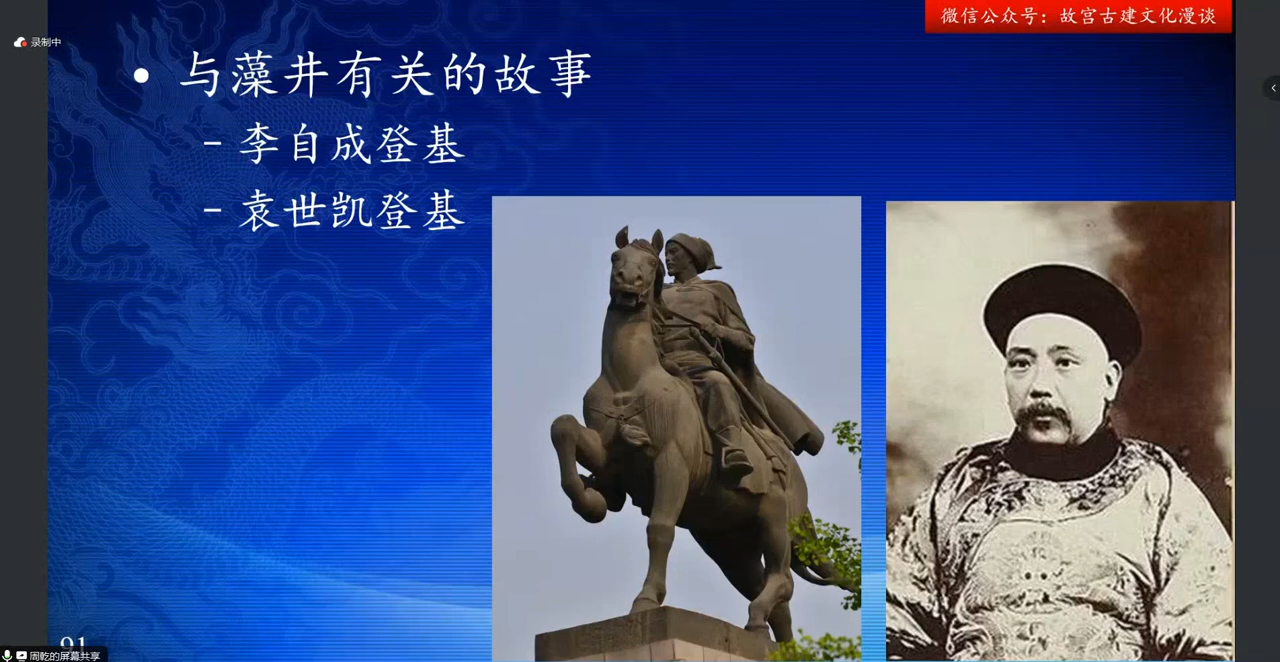 微信公众号：故宫古建文化漫谈
录制中
• 与藻井有关的故事
– 李自成登基
– 袁世凯登基
91
周乾的屏幕共享